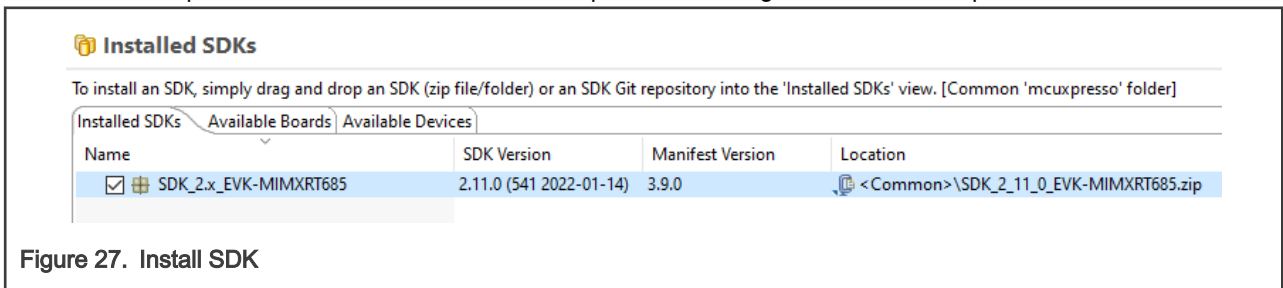 Installed SDKs
To install an SDK, simply drag and drop an SDK (zip file/folder) or an SDK Git repository into the 'Installed SDKs' view. [Common 'mcuxpresso' folder]
Installed SDKs Available Boards Available Devices
Name SDK Version Manifest Version Location
SDK_2.x_EVK-MIMXRT685 2.11.0 (541 2022-01-14) 3.9.0 <Common>\SDK_2_11_0_EVK-MIMXRT685.zip
Figure 27. Install SDK